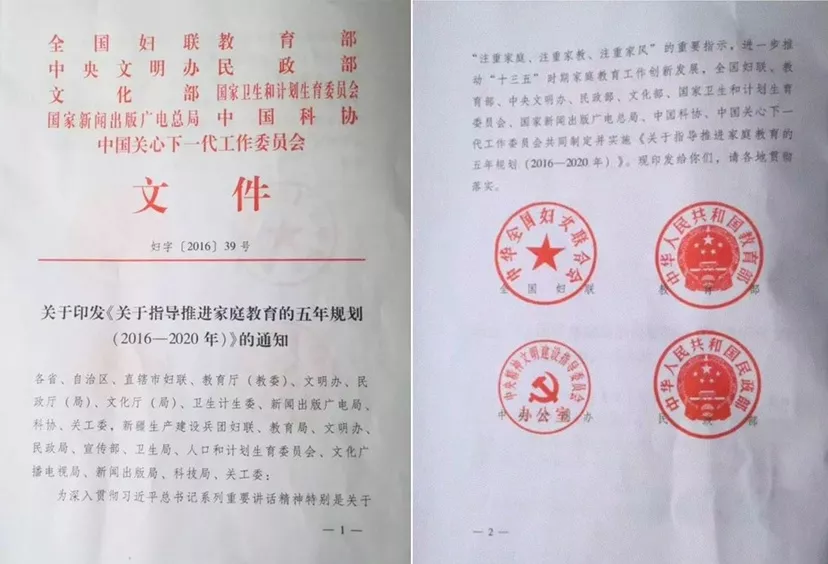 全国妇联教育部
中央文明办民政部
文化部国家卫生和计划生育委员会
国家新闻出版广电总局中国科协
中国关心下一代工作委员会
文件
妇字〔2016〕39号
关于印发《关于指导推进家庭教育的五年规划
(2016—2020年)》的通知
各省、自治区、直辖市妇联、教育厅(教委)、文明办、民
政厅(局)、文化厅(局)、卫生计生委、新闻出版广电局、
科协、关工委,新疆生产建设兵团妇联、教育局、文明办、
民政局、宣传部、卫生局、人口和计划生育委员会、文化广
播电视局、新闻出版局、科技局、关工委:
为深入贯彻习近平总书记系列重要讲话精神特别是关于
— 1 —
“注重家庭、注重家教、注重家风”的重要指示,进一步推
动“十三五”时期家庭教育工作创新发展,全国妇联、教
育部、中央文明办、民政部、文化部、国家卫生和计划生育
委员会、国家新闻出版广电总局、中国科协、中国关心下一
代工作委员会共同制定并实施《关于指导推进家庭教育的
五年规划(2016—2020年)》。现印发给你们,请各地贯彻
落实。
中华全国妇女联合会
全国妇联
中华人民共和国教育部
教育部
中央精神文明建设指导委员会
办公室
中央文明办
中华人民共和国民政部
民政部
— 2 —